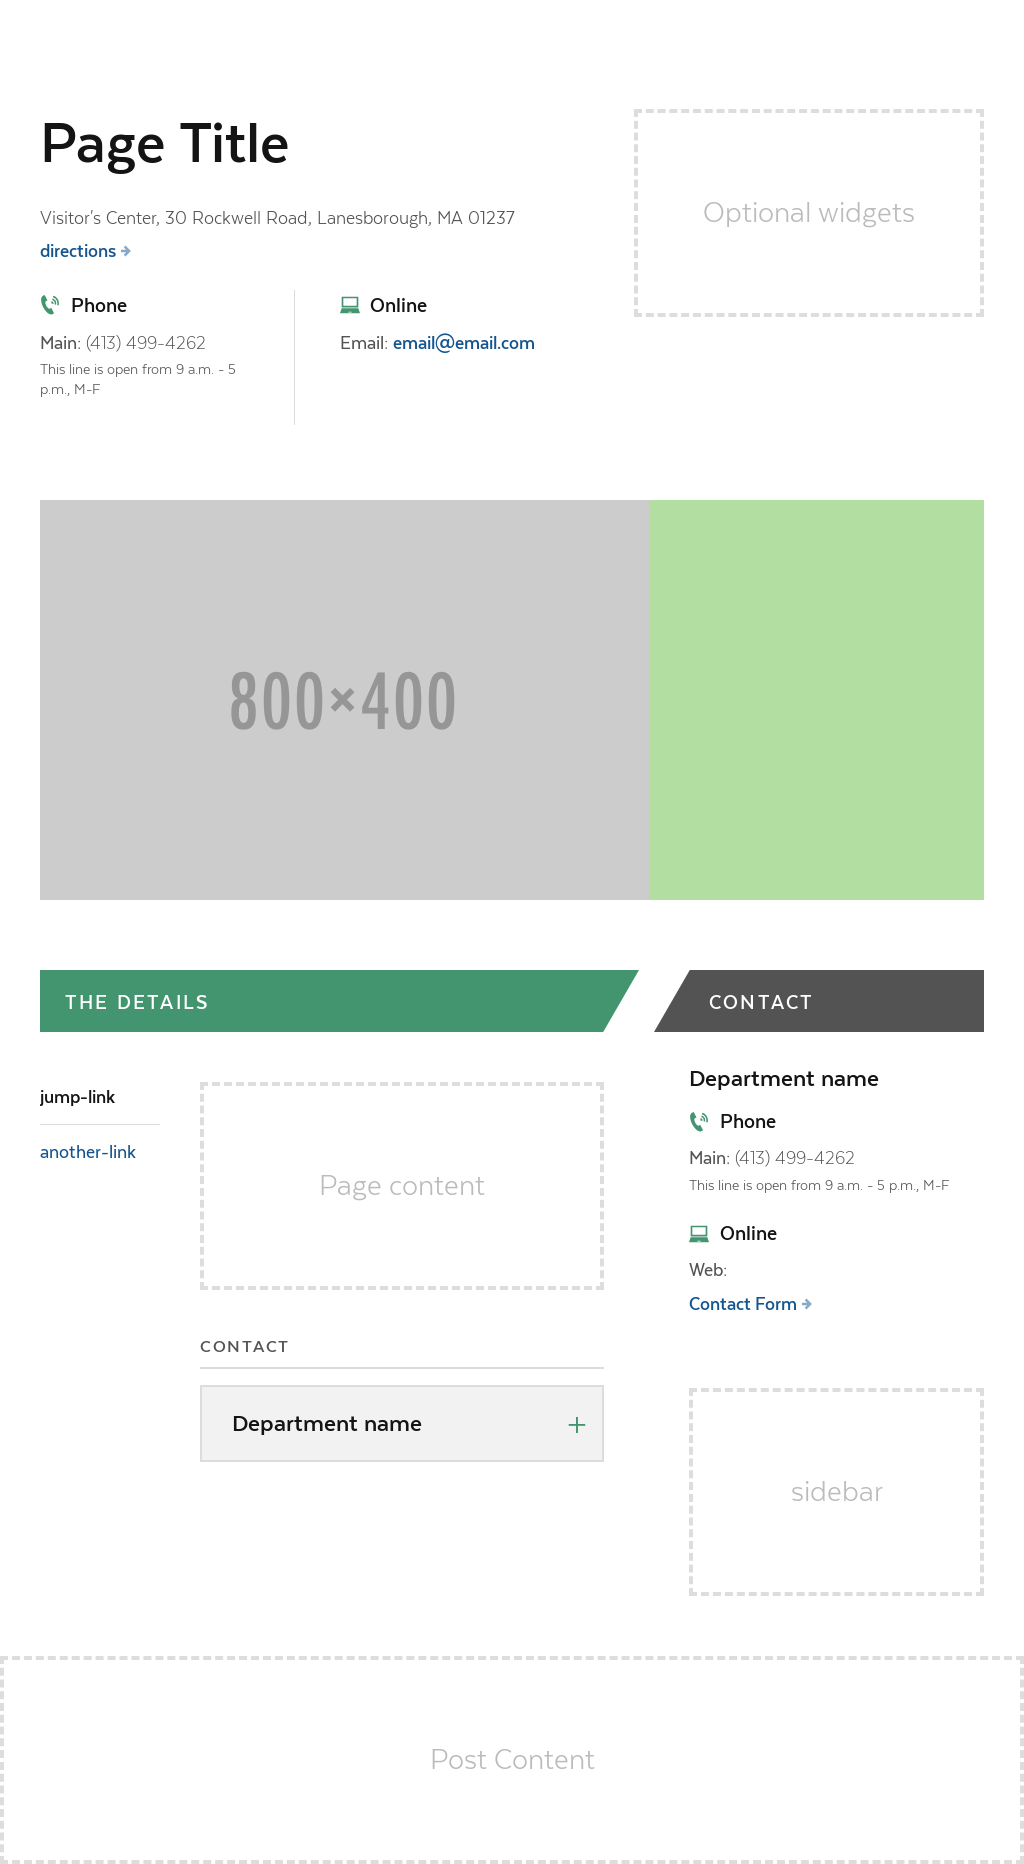 Page Title
Optional widgets
Visitor's Center, 30 Rockwell Road, Lanesborough, MA 01237
directions
Phone
Main: (413) 499-4262
This line is open from 9 a.m. - 5
p.m., M-F
Online
Email: email@email.com
800×400
THE DETAILS
CONTACT
jump-link
another-link
Page content
CONTACT
Department name
Department name
Phone
Main: (413) 499-4262
This line is open from 9 a.m. - 5 p.m., M-F
Online
Web:
Contact Form
sidebar
Post Content